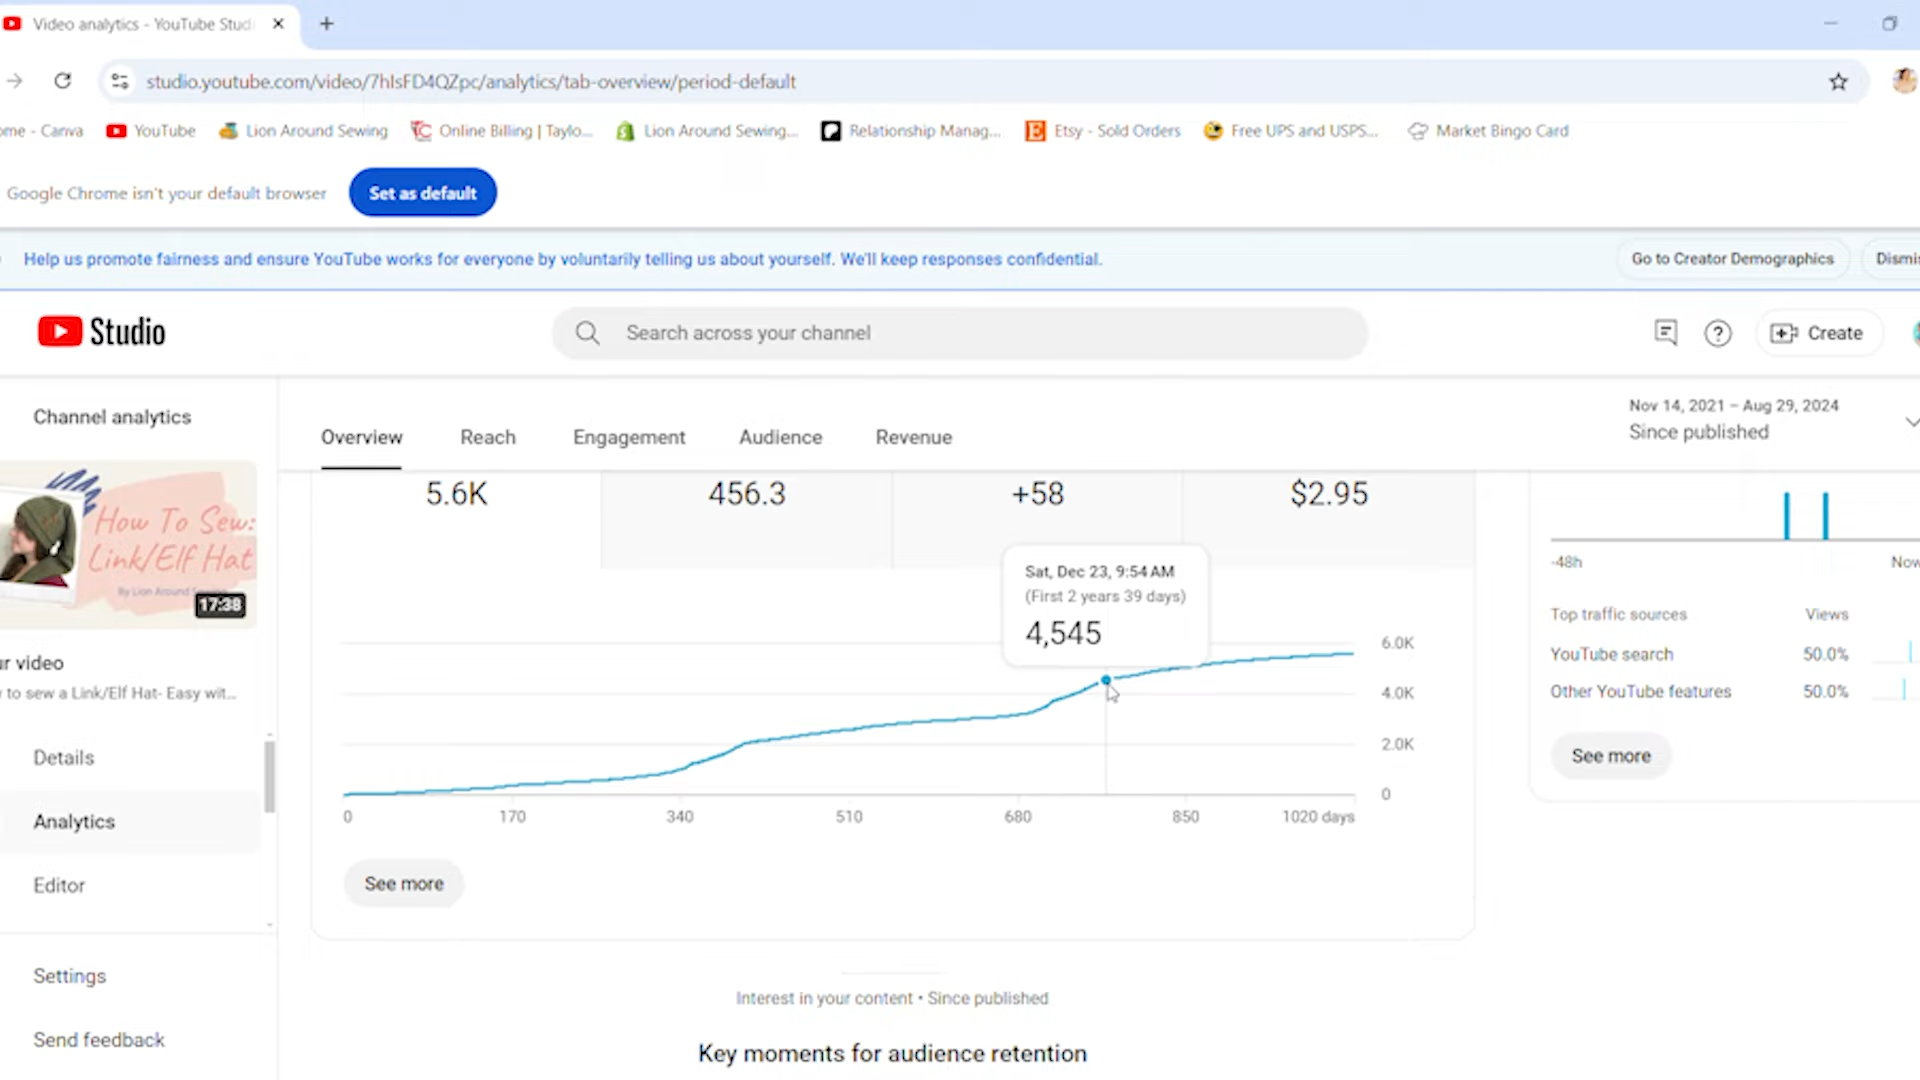 Video analytics - YouTube Stud
studio.youtube.com/video/7hIsFD4QZpc/analytics/tab-overview/period-default
ome - Canva YouTube Lion Around Sewing Online Billing | Taylo... Lion Around Sewing... Relationship Manag... Etsy - Sold Orders Free UPS and USPS... Market Bingo Card
Google Chrome isn't your default browser Set as default
Help us promote fairness and ensure YouTube works for everyone by voluntarily telling us about yourself. We'll keep responses confidential. Go to Creator Demographics Dismis
Studio Search across your channel Create
Channel analytics
Overview Reach Engagement Audience Revenue
Nov 14, 2021 – Aug 29, 2024
Since published
5.6K 456.3 +58 $2.95
How To Sew:
Link/Elf Hat
By Lion Around
17:38
ur video
to sew a Link/Elf Hat- Easy wit...
Details
Analytics
Editor
Settings
Send feedback
Sat, Dec 23, 9:54 AM
(First 2 years 39 days)
4,545
6.0K
4.0K
2.0K
0
0 170 340 510 680 850 1020 days
See more
-48h Now
Top traffic sources Views
YouTube search 50.0%
Other YouTube features 50.0%
See more
Interest in your content • Since published
Key moments for audience retention